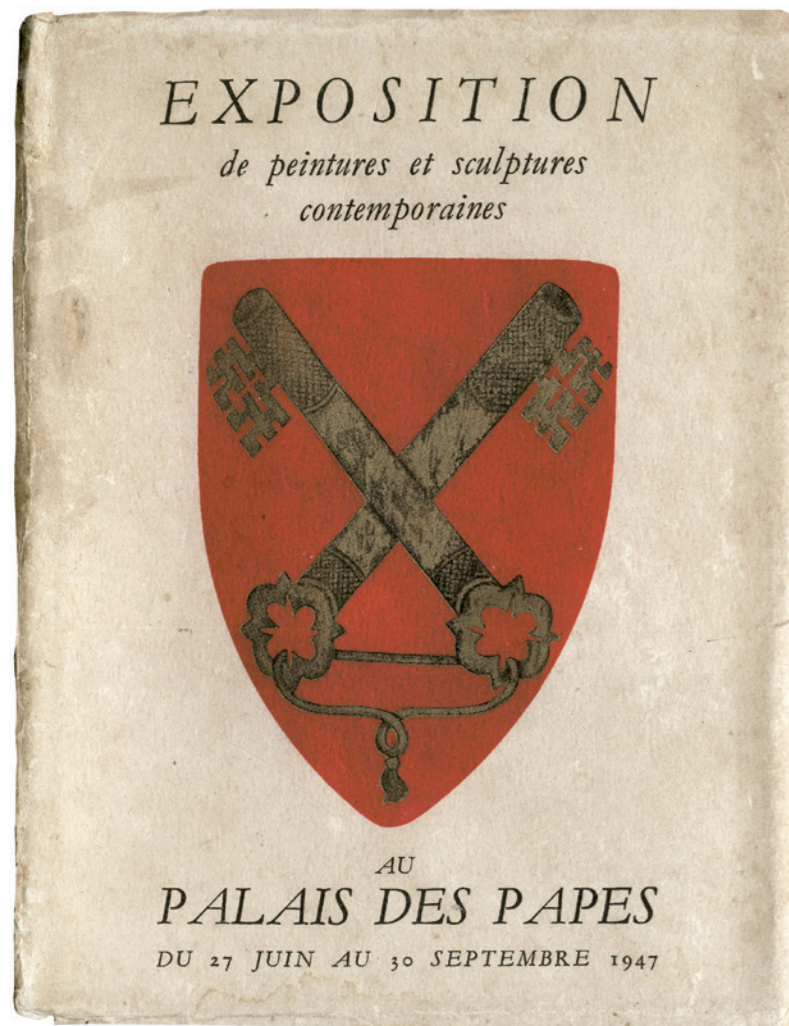 EXPOSITION
de peintures et sculptures
contemporaines
AU
PALAIS DES PAPES
DU 27 JUIN AU 30 SEPTEMBRE 1947